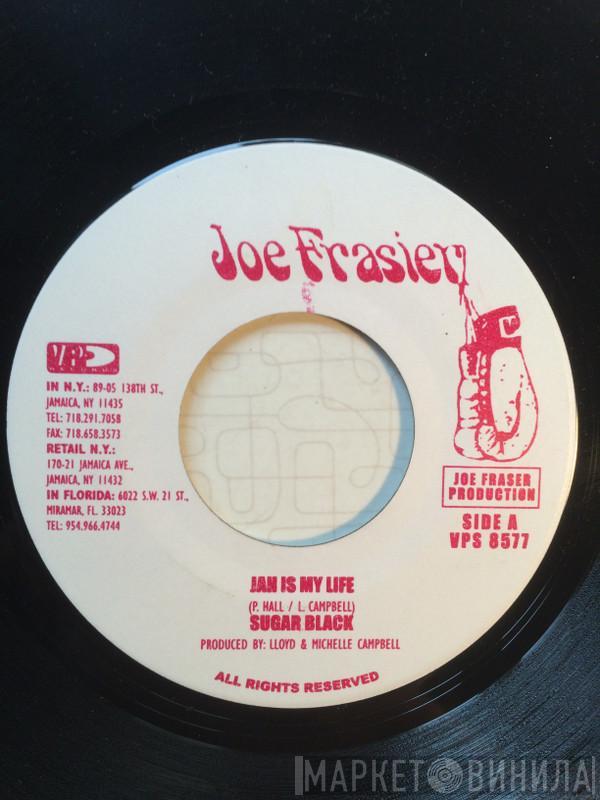 Joe Frasier
VP
RECORDS
IN N.Y.: 89-05 138TH ST.,
JAMAICA, NY 11435
TEL: 718.291.7058
FAX: 718.658.3573
RETAIL N.Y.:
170-21 JAMAICA AVE.,
JAMAICA, NY 11432
IN FLORIDA: 6022 S.W. 21 ST.,
MIRAMAR, FL. 33023
TEL: 954.966.4744
JOE FRASER
PRODUCTION
SIDE A
VPS 8577
JAH IS MY LIFE
(P. HALL / L. CAMPBELL)
SUGAR BLACK
PRODUCED BY: LLOYD & MICHELLE CAMPBELL
ALL RIGHTS RESERVED
МАРКЕТ ВИНИЛА